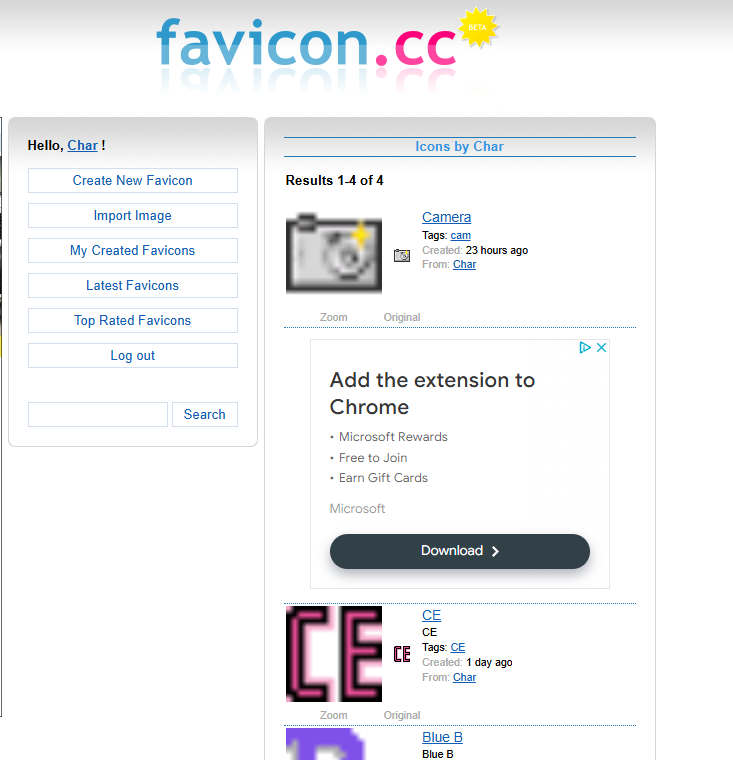 favicon.cc
BETA
Hello, Char !
Create New Favicon
Import Image
My Created Favicons
Latest Favicons
Top Rated Favicons
Log out
Search
Icons by Char
Results 1-4 of 4
Camera
Tags: cam
Created: 23 hours ago
From: Char
Zoom Original
Add the extension to
Chrome
• Microsoft Rewards
• Free to Join
• Earn Gift Cards
Microsoft
Download
CE
CE
CE
CE
Tags: CE
Created: 1 day ago
From: Char
Zoom Original
B
Blue B
Blue B